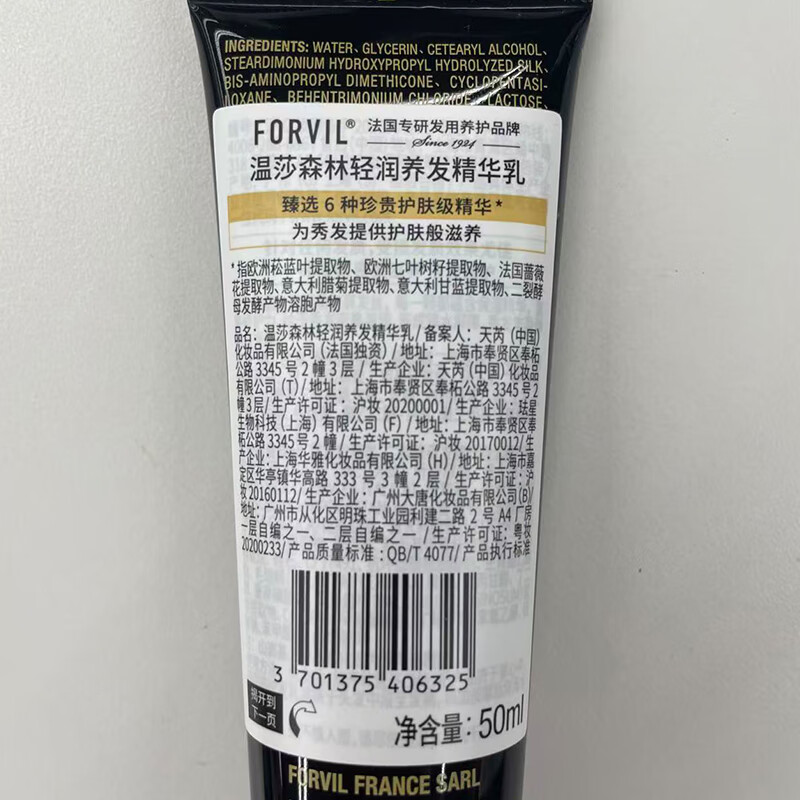 INGREDIENTS: WATER, GLYCERIN, CETEARYL ALCOHOL,
STEARDIMONIUM HYDROXYPROPYL HYDROLYZED SILK,
BIS-AMINOPROPYL DIMETHICONE, CYCLOPENTASI-
LOXANE, BEHENTRIMONIUM CHLORIDE, LACTOSE,
FORVIL® 法国专研发用养护品牌
Since 1924
温莎森林轻润养发精华乳
臻选 6 种珍贵护肤级精华*
为秀发提供护肤般滋养
*指欧洲菘蓝叶提取物、欧洲七叶树籽提取物、法国蔷薇
花提取物、意大利腊菊提取物、意大利甘蓝提取物、二裂酵
母发酵产物溶胞产物
品名：温莎森林轻润养发精华乳/备案人：天芮（中国）
化妆品有限公司（法国独资）/地址：上海市奉贤区奉柘
公路 3345 号 2 幢 3 层/生产企业：天芮（中国）化妆品
有限公司（T）/地址：上海市奉贤区奉柘公路 3345 号 2
幢 3 层/生产许可证：沪妆 20200001/生产企业：珐星
生物科技（上海）有限公司（F）/地址：上海市奉贤区奉
柘公路 3345 号 2 幢/生产许可证：沪妆 20170012/生
产企业：上海华雅化妆品有限公司（H）/地址：上海市嘉
定区华亭镇华高路 333 号 3 幢 2 层/生产许可证：沪
妆 20160112/生产企业：广州大唐化妆品有限公司（B）/
地址：广州市从化区明珠工业园利建二路 2 号 A4 厂房
一层自编之一、二层自编之一/生产许可证：粤妆
20200233/产品质量标准：QB/T 4077/产品执行标准
3 701375 406325
揭开到
下一页
净含量：50ml
FORVIL FRANCE SARL